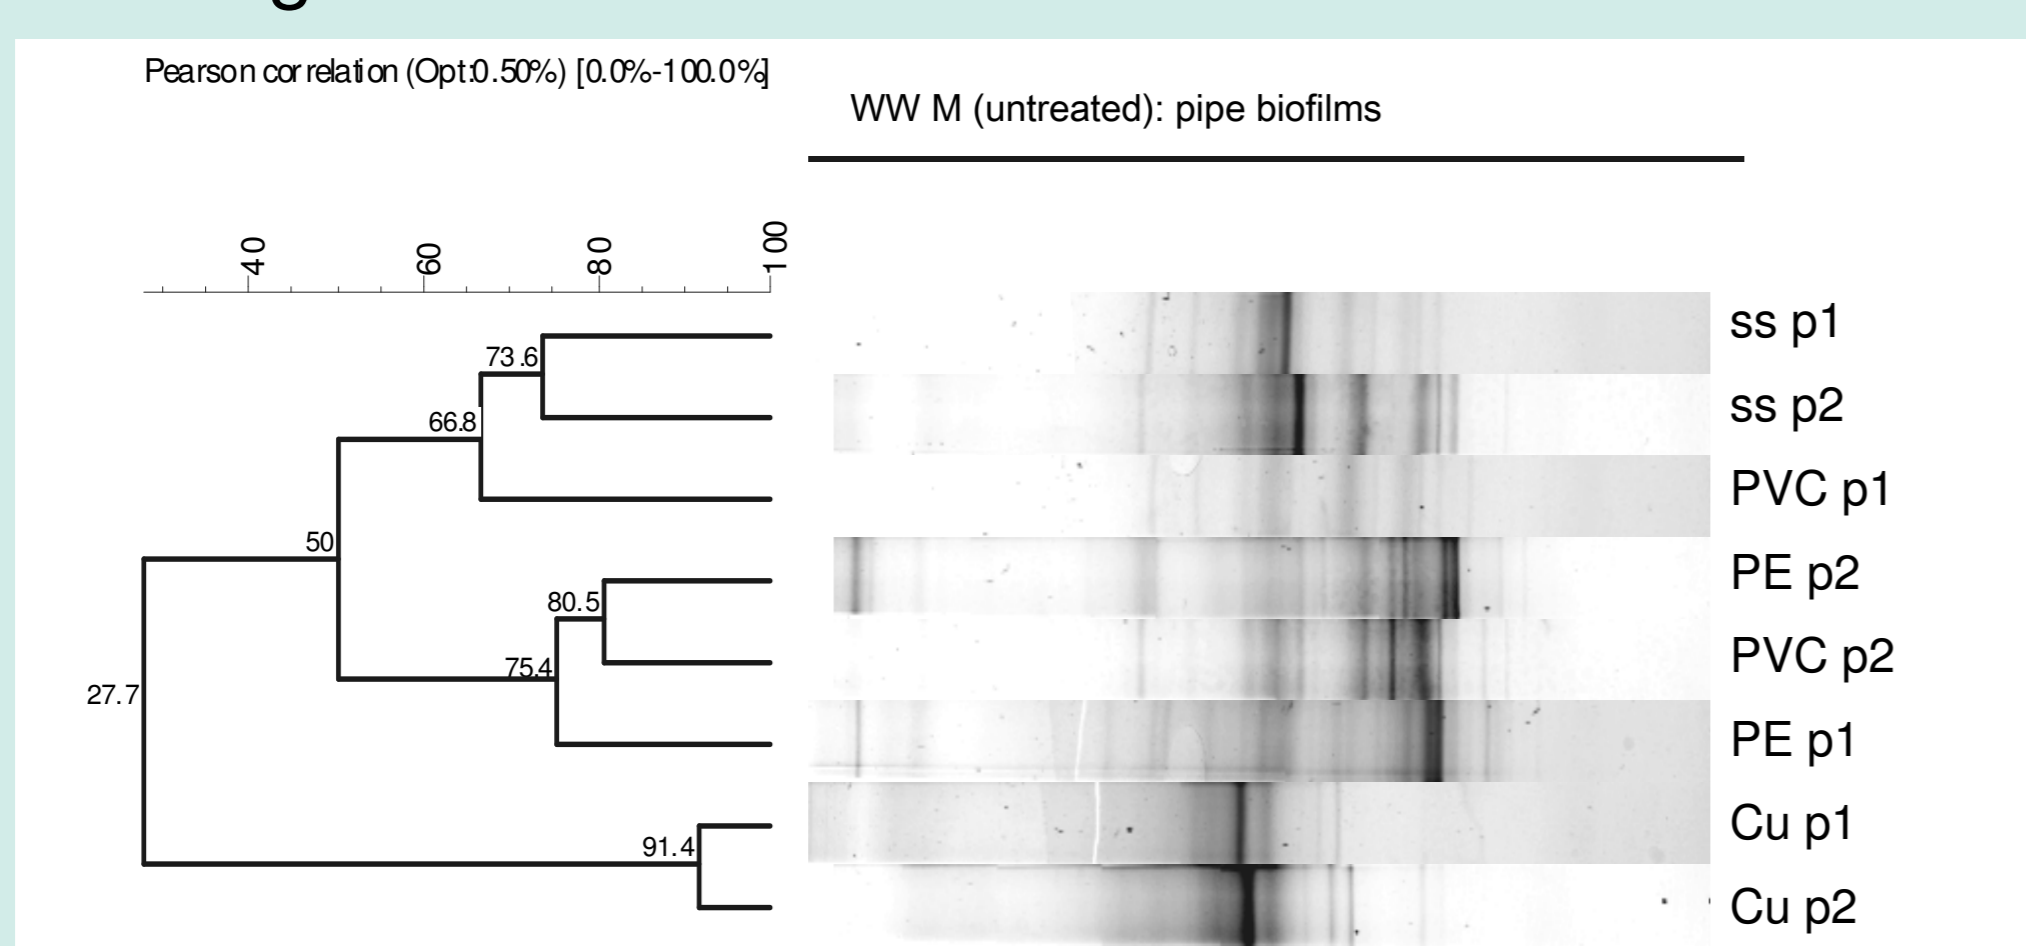 Pearson correlation (Opt:0.50%) [0.0%-100.0%]
WW M (untreated): pipe biofilms
40 60 80 100
ss p1
73.6
ss p2
66.8
PVC p1
50
PE p2
80.5
PVC p2
75.4
27.7
PE p1
Cu p1
91.4
Cu p2